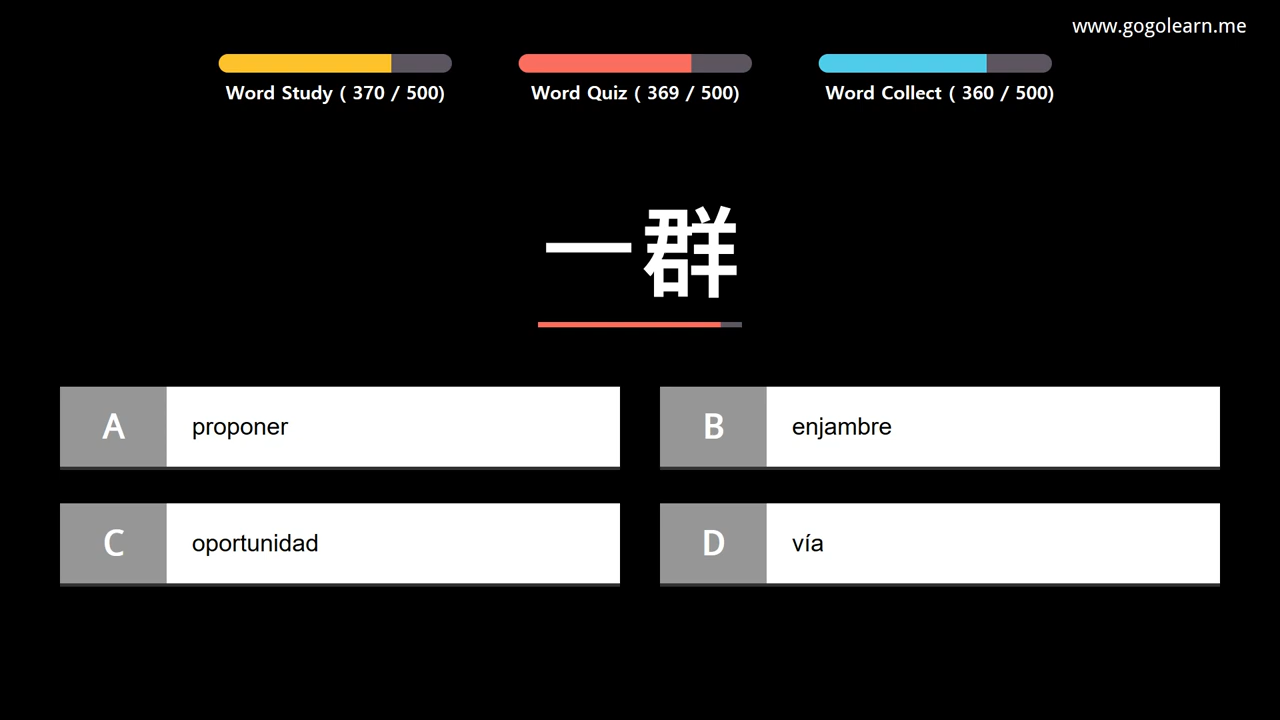 www.gogolearn.me
Word Study ( 370 / 500)
Word Quiz ( 369 / 500)
Word Collect ( 360 / 500)
一群
A proponer
B enjambre
C oportunidad
D vía